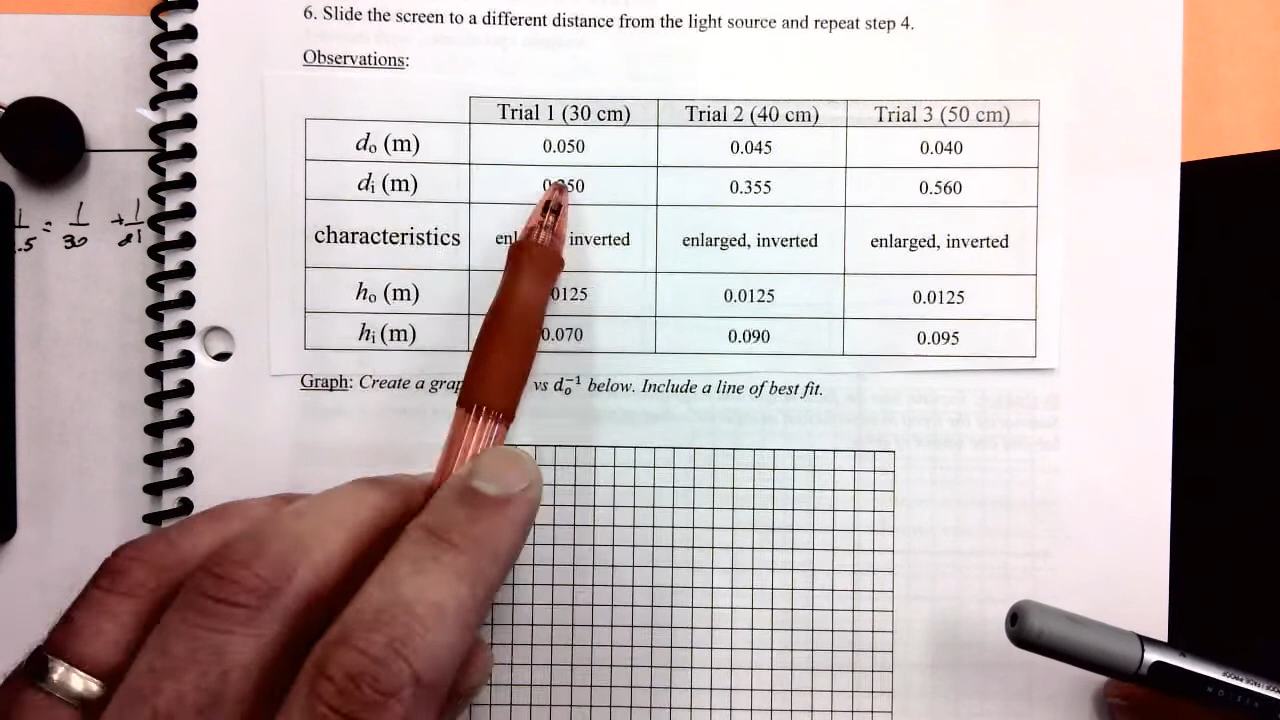 6. Slide the screen to a different distance from the light source and repeat step 4.
Observations:
Trial 1 (30 cm) Trial 2 (40 cm) Trial 3 (50 cm)
dₒ (m) 0.050 0.045 0.040
dᵢ (m) 0.355 0.560
characteristics inverted enlarged, inverted enlarged, inverted
hₒ (m) 0.0125 0.0125
hᵢ (m) 0.070 0.090 0.095
Graph: Create a vs dₒ⁻¹ below. Include a line of best fit.